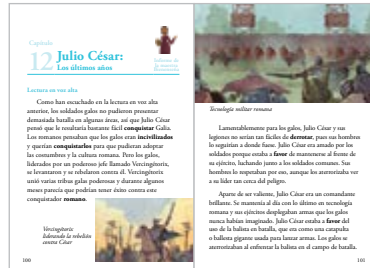 Capítulo
12 Julio César:
Los últimos años
Lectura en voz alta
Como han escuchado en la lectura en voz alta
anterior, los soldados galos no pudieron presentar
demasiada batalla en algunas áreas, así que Julio César
pensó que le resultaría bastante fácil conquistar Galia.
Los romanos pensaban que los galos eran incivilizados
y querían conquistarlos para que pudieran adoptar
las costumbres y la cultura romana. Pero los galos,
liderados por un poderoso jefe llamado Vercingétorix,
se levantaron y se rebelaron contra él. Vercingétorix
unió varias tribus galas poderosas y durante algunos
meses parecía que podrían tener éxito contra este
conquistador romano.
Vercingétorix
liderando la rebelión
contra César
100
Tecnología militar romana
Lamentablemente para los galos, Julio César y sus
legiones no serían tan fáciles de derrotar, pues sus hombres
lo seguirían a donde fuese. Julio César era amado por los
soldados porque estaba a favor de mantenerse al frente de
su ejército, luchando junto a los soldados comunes. Sus
hombres lo respetaban por eso, aunque los aterrorizaba ver
a su líder tan cerca del peligro.
Aparte de ser valiente, Julio César era un comandante
brillante. Se mantenía al día con lo último en tecnología
romana y sus ejércitos desplegaban armas que los galos
nunca habían imaginado. Julio César estaba a favor del
uso de la balista en batalla, que era como una catapulta
o ballesta gigante usada para lanzar armas. Los galos se
aterrorizaban al enfrentar la balista en el campo de batalla.
101